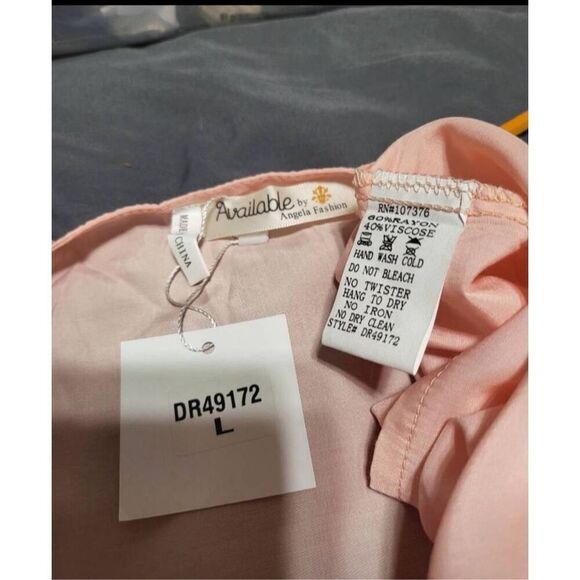 Available by
Angela Fashion
MADE IN
CHINA
RN#107376
60%RAYON
40%VISCOSE
HAND WASH COLD
DO NOT BLEACH
NO TWISTER
HANG TO DRY
NO IRON
NO DRY CLEAN
STYLE# DR49172
DR49172
L